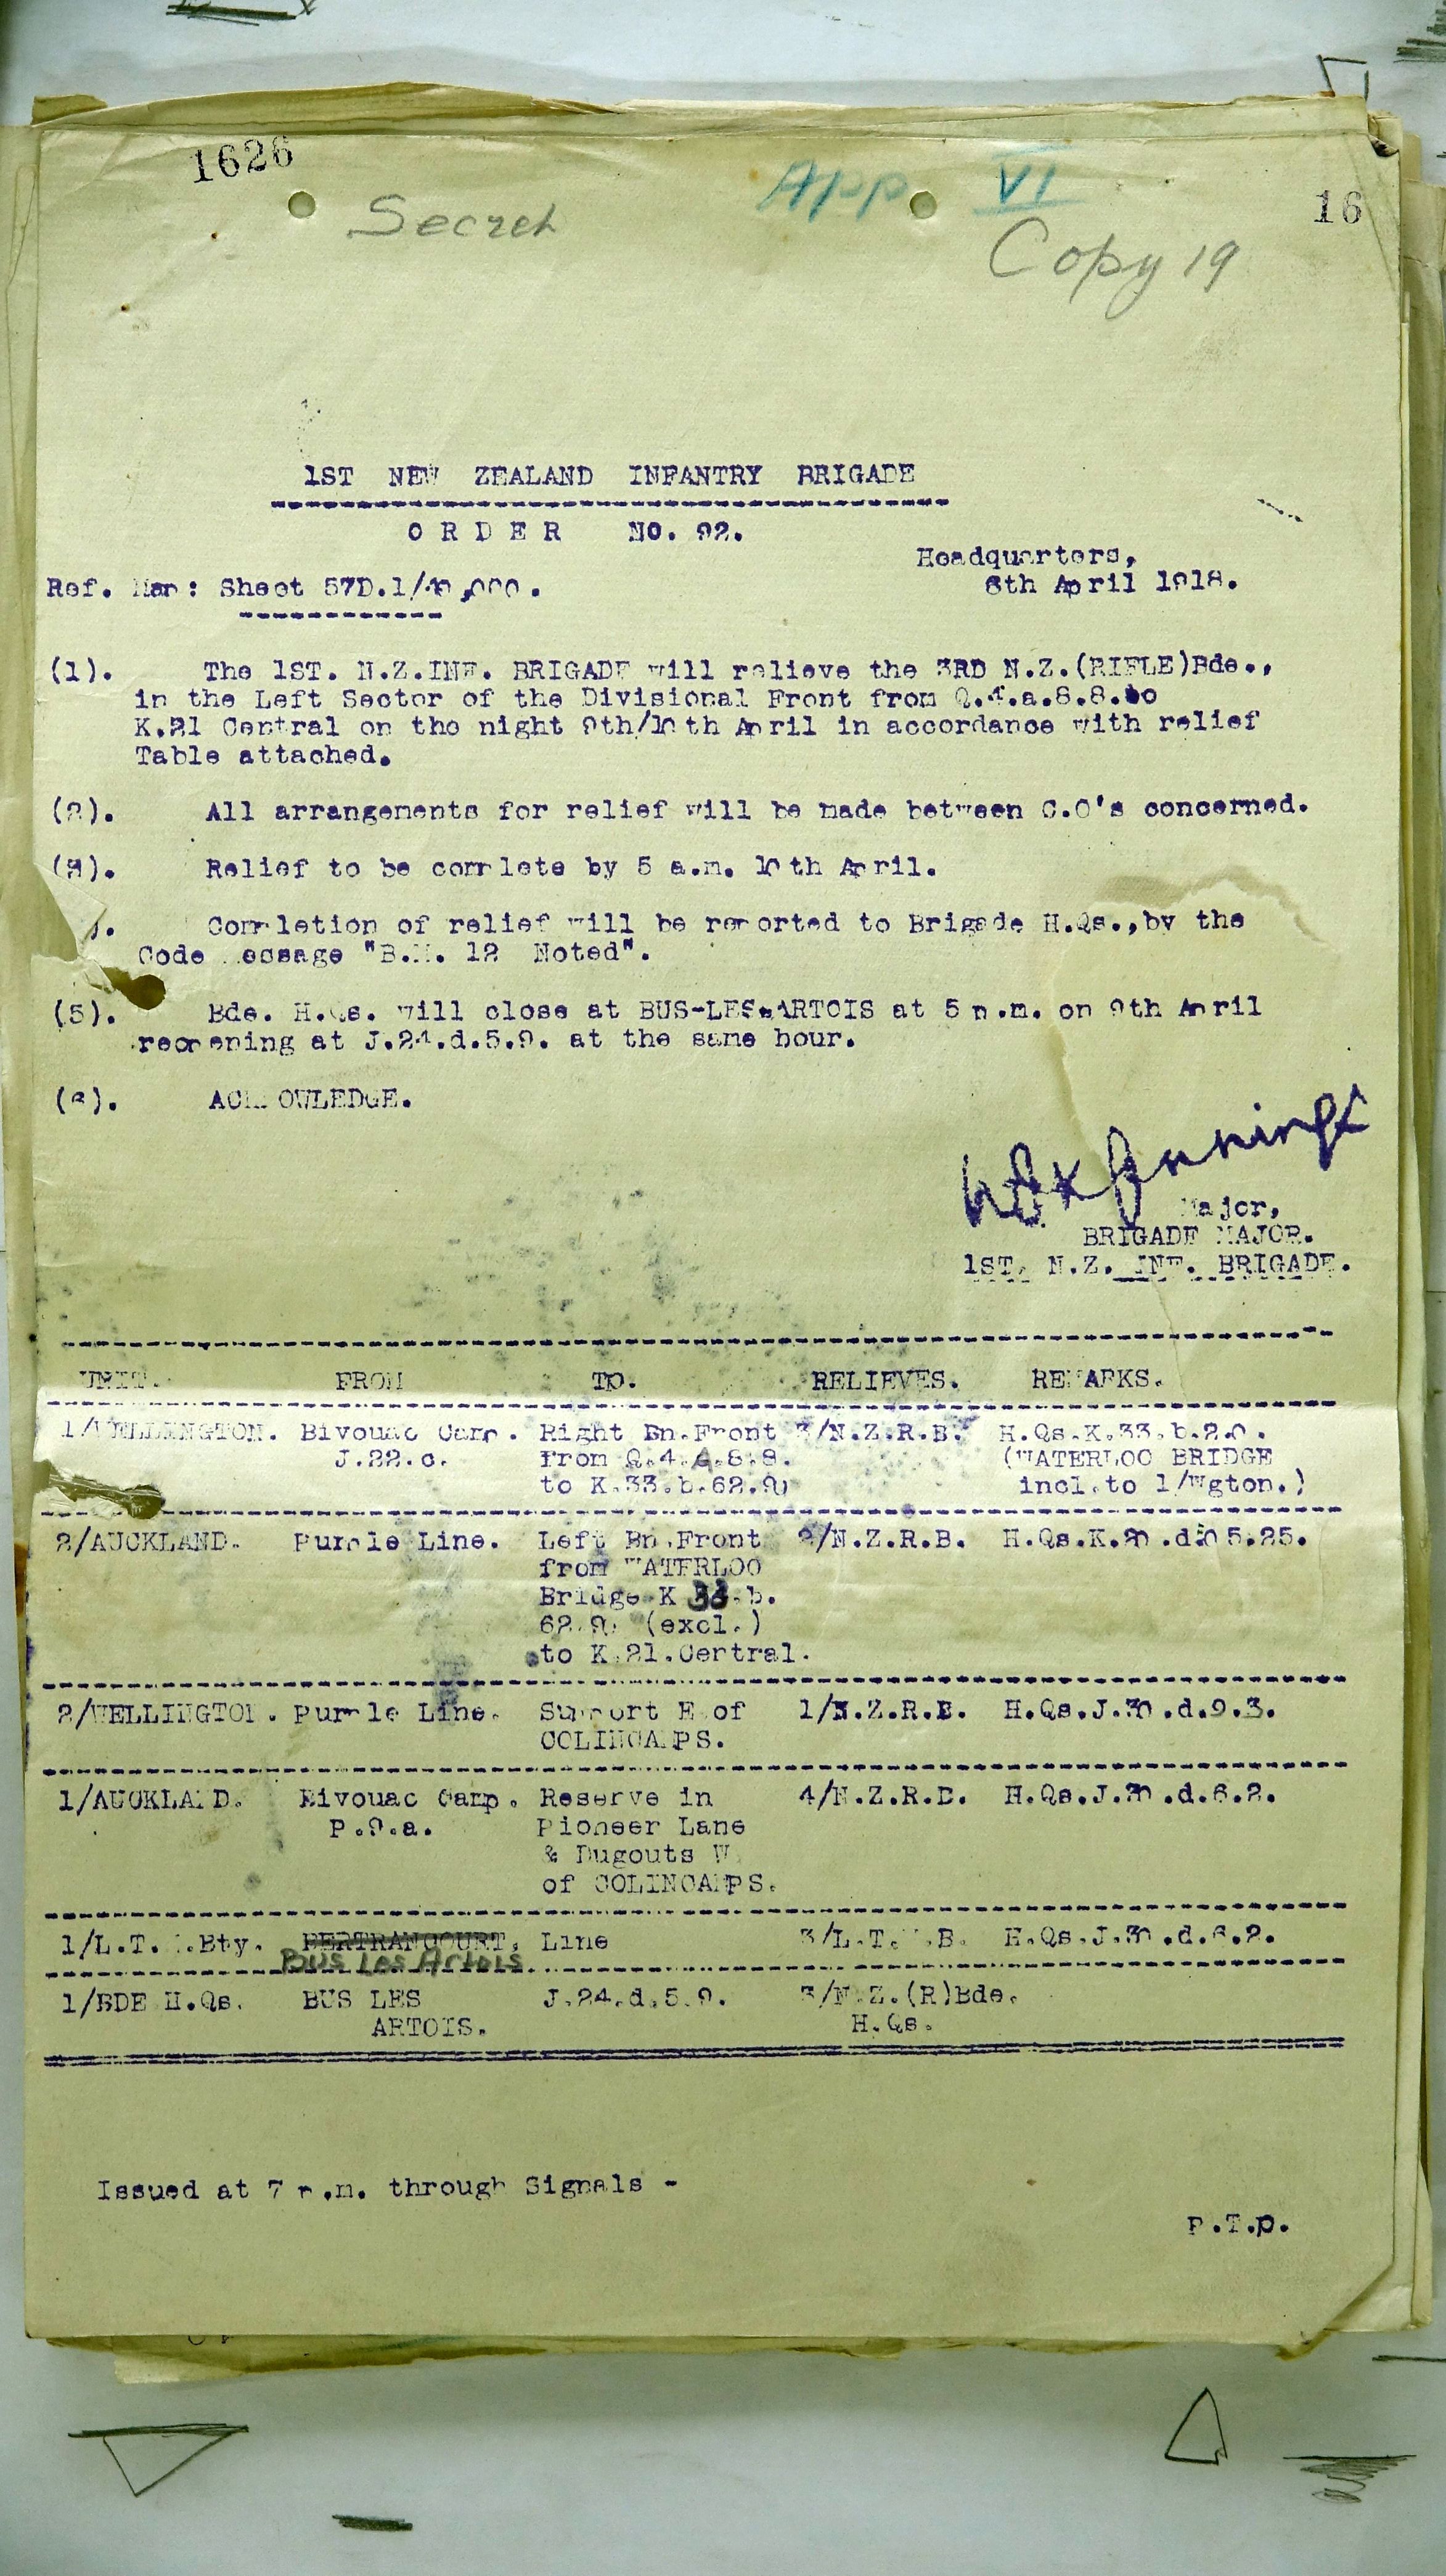 1626
App VI
16
Secret
Copy 19
1ST NEW ZEALAND INFANTRY BRIGADE
ORDER NO. 92.
Headquarters,
Ref. Map: Sheet 57D.1/40,000.
8th April 1918.
(1). The 1ST. N.Z.INF. BRIGADE will relieve the 3RD N.Z.(RIFLE)Bde.,
in the Left Sector of the Divisional Front from Q.4.a.8.8.to
K.21 Central on the night 9th/10th April in accordance with relief
Table attached.
(2). All arrangements for relief will be made between C.O's concerned.
(3). Relief to be complete by 5 a.m. 10th April.
). Completion of relief will be reported to Brigade H.Qs.,by the
Code Message "B.M. 12 Noted".
(5). Bde. H.Qs. will close at BUS-LES-ARTOIS at 5 p.m. on 9th April
reopening at J.24.d.5.9. at the same hour.
(6). ACKNOWLEDGE.
Jennings
Major,
BRIGADE MAJOR.
1ST. N.Z. INF. BRIGADE.
UNIT. FROM TO. RELIEVES. REMARKS.
1/WELLINGTON. Bivouac Camp. Right Bn.Front 3/N.Z.R.B. H.Qs.K.33.b.2.0.
J.22.c. from Q.4.a.8.8. (WATERLOO BRIDGE
to K.33.b.62.90 incl.to 1/Wgton.)
2/AUCKLAND. Purple Line. Left Bn.Front 2/N.Z.R.B. H.Qs.K.20.d.05.25.
from WATERLOO
Bridge K 33.b.
62.90 (excl.)
to K.21.Central.
2/WELLINGTON. Purple Line. Support E of 1/N.Z.R.B. H.Qs.J.30.d.9.3.
COLINCAMPS.
1/AUCKLAND. Bivouac Camp. Reserve in 4/N.Z.R.B. H.Qs.J.30.d.6.2.
P.9.a. Pioneer Lane
& Dugouts W
of COLINCAMPS.
1/L.T.M.Bty. BERTRANCOURT. Line 3/L.T.M.B. H.Qs.J.30.d.6.2.
Bus Les Artois
1/BDE H.Qs. BUS LES J.24.d.5.9. 3/N.Z.(R)Bde.
ARTOIS. H.Qs.
Issued at 7 p.m. through Signals -
P.T.O.